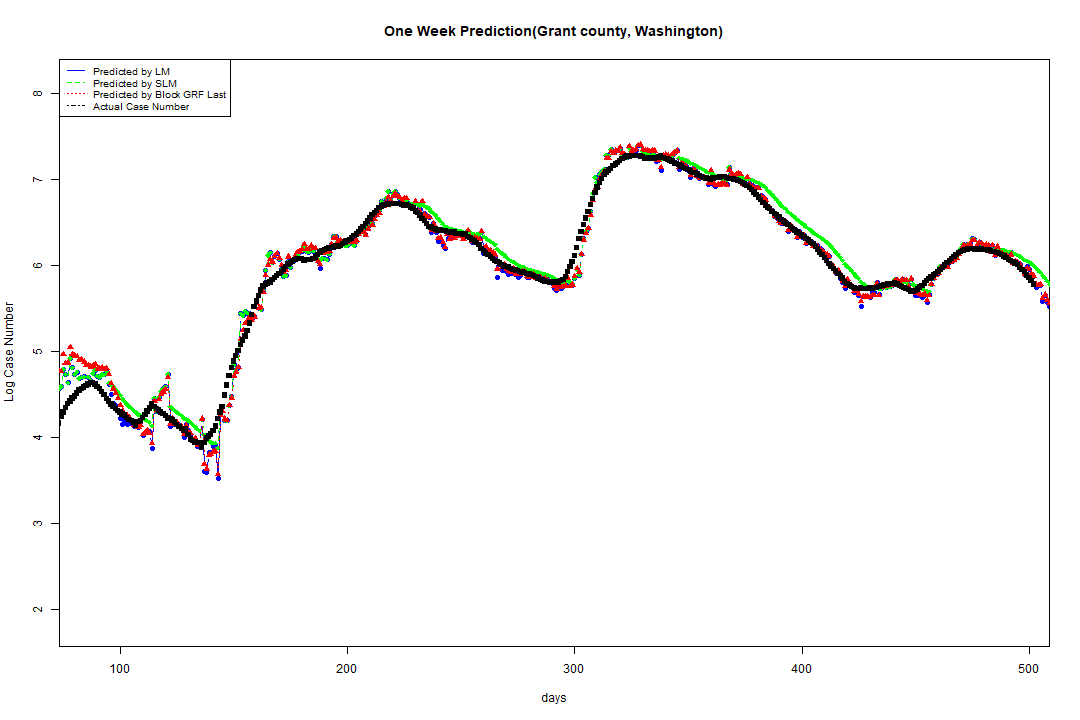 One Week Prediction(Grant county, Washington)
Predicted by LM
Predicted by SLM
Predicted by Block GRF Last
Actual Case Number
8
7
6
5
4
3
2
Log Case Number
100 200 300 400 500
days